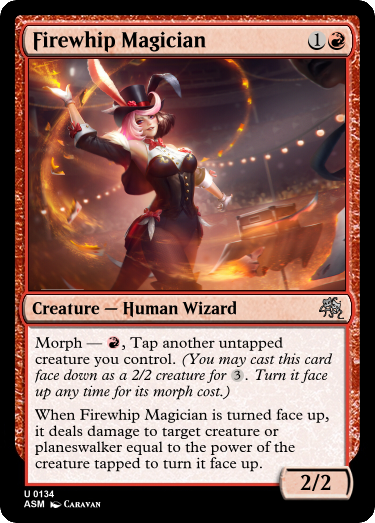 Firewhip Magician 1
Creature — Human Wizard
Morph — , Tap another untapped
creature you control. (You may cast this card
face down as a 2/2 creature for 3. Turn it face
up any time for its morph cost.)
When Firewhip Magician is turned face up,
it deals damage to target creature or
planeswalker equal to the power of the
creature tapped to turn it face up.
2/2
U 0134
ASM Caravan